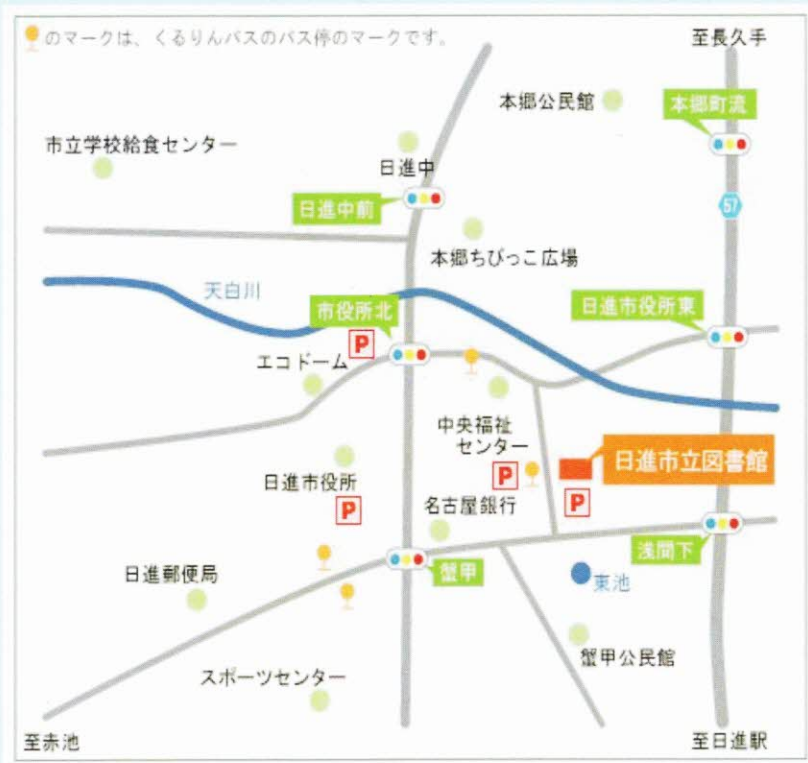 のマークは、くるりんバスのバス停のマークです。
至長久手
本郷公民館
本郷町流
市立学校給食センター
日進中
日進中前
57
本郷ちびっこ広場
天白川
市役所北
日進市役所東
P
エコドーム
中央福祉
センター
日進市立図書館
日進市役所
P
P
P
名古屋銀行
浅間下
日進郵便局
蟹甲
東池
蟹甲公民館
スポーツセンター
至赤池
至日進駅